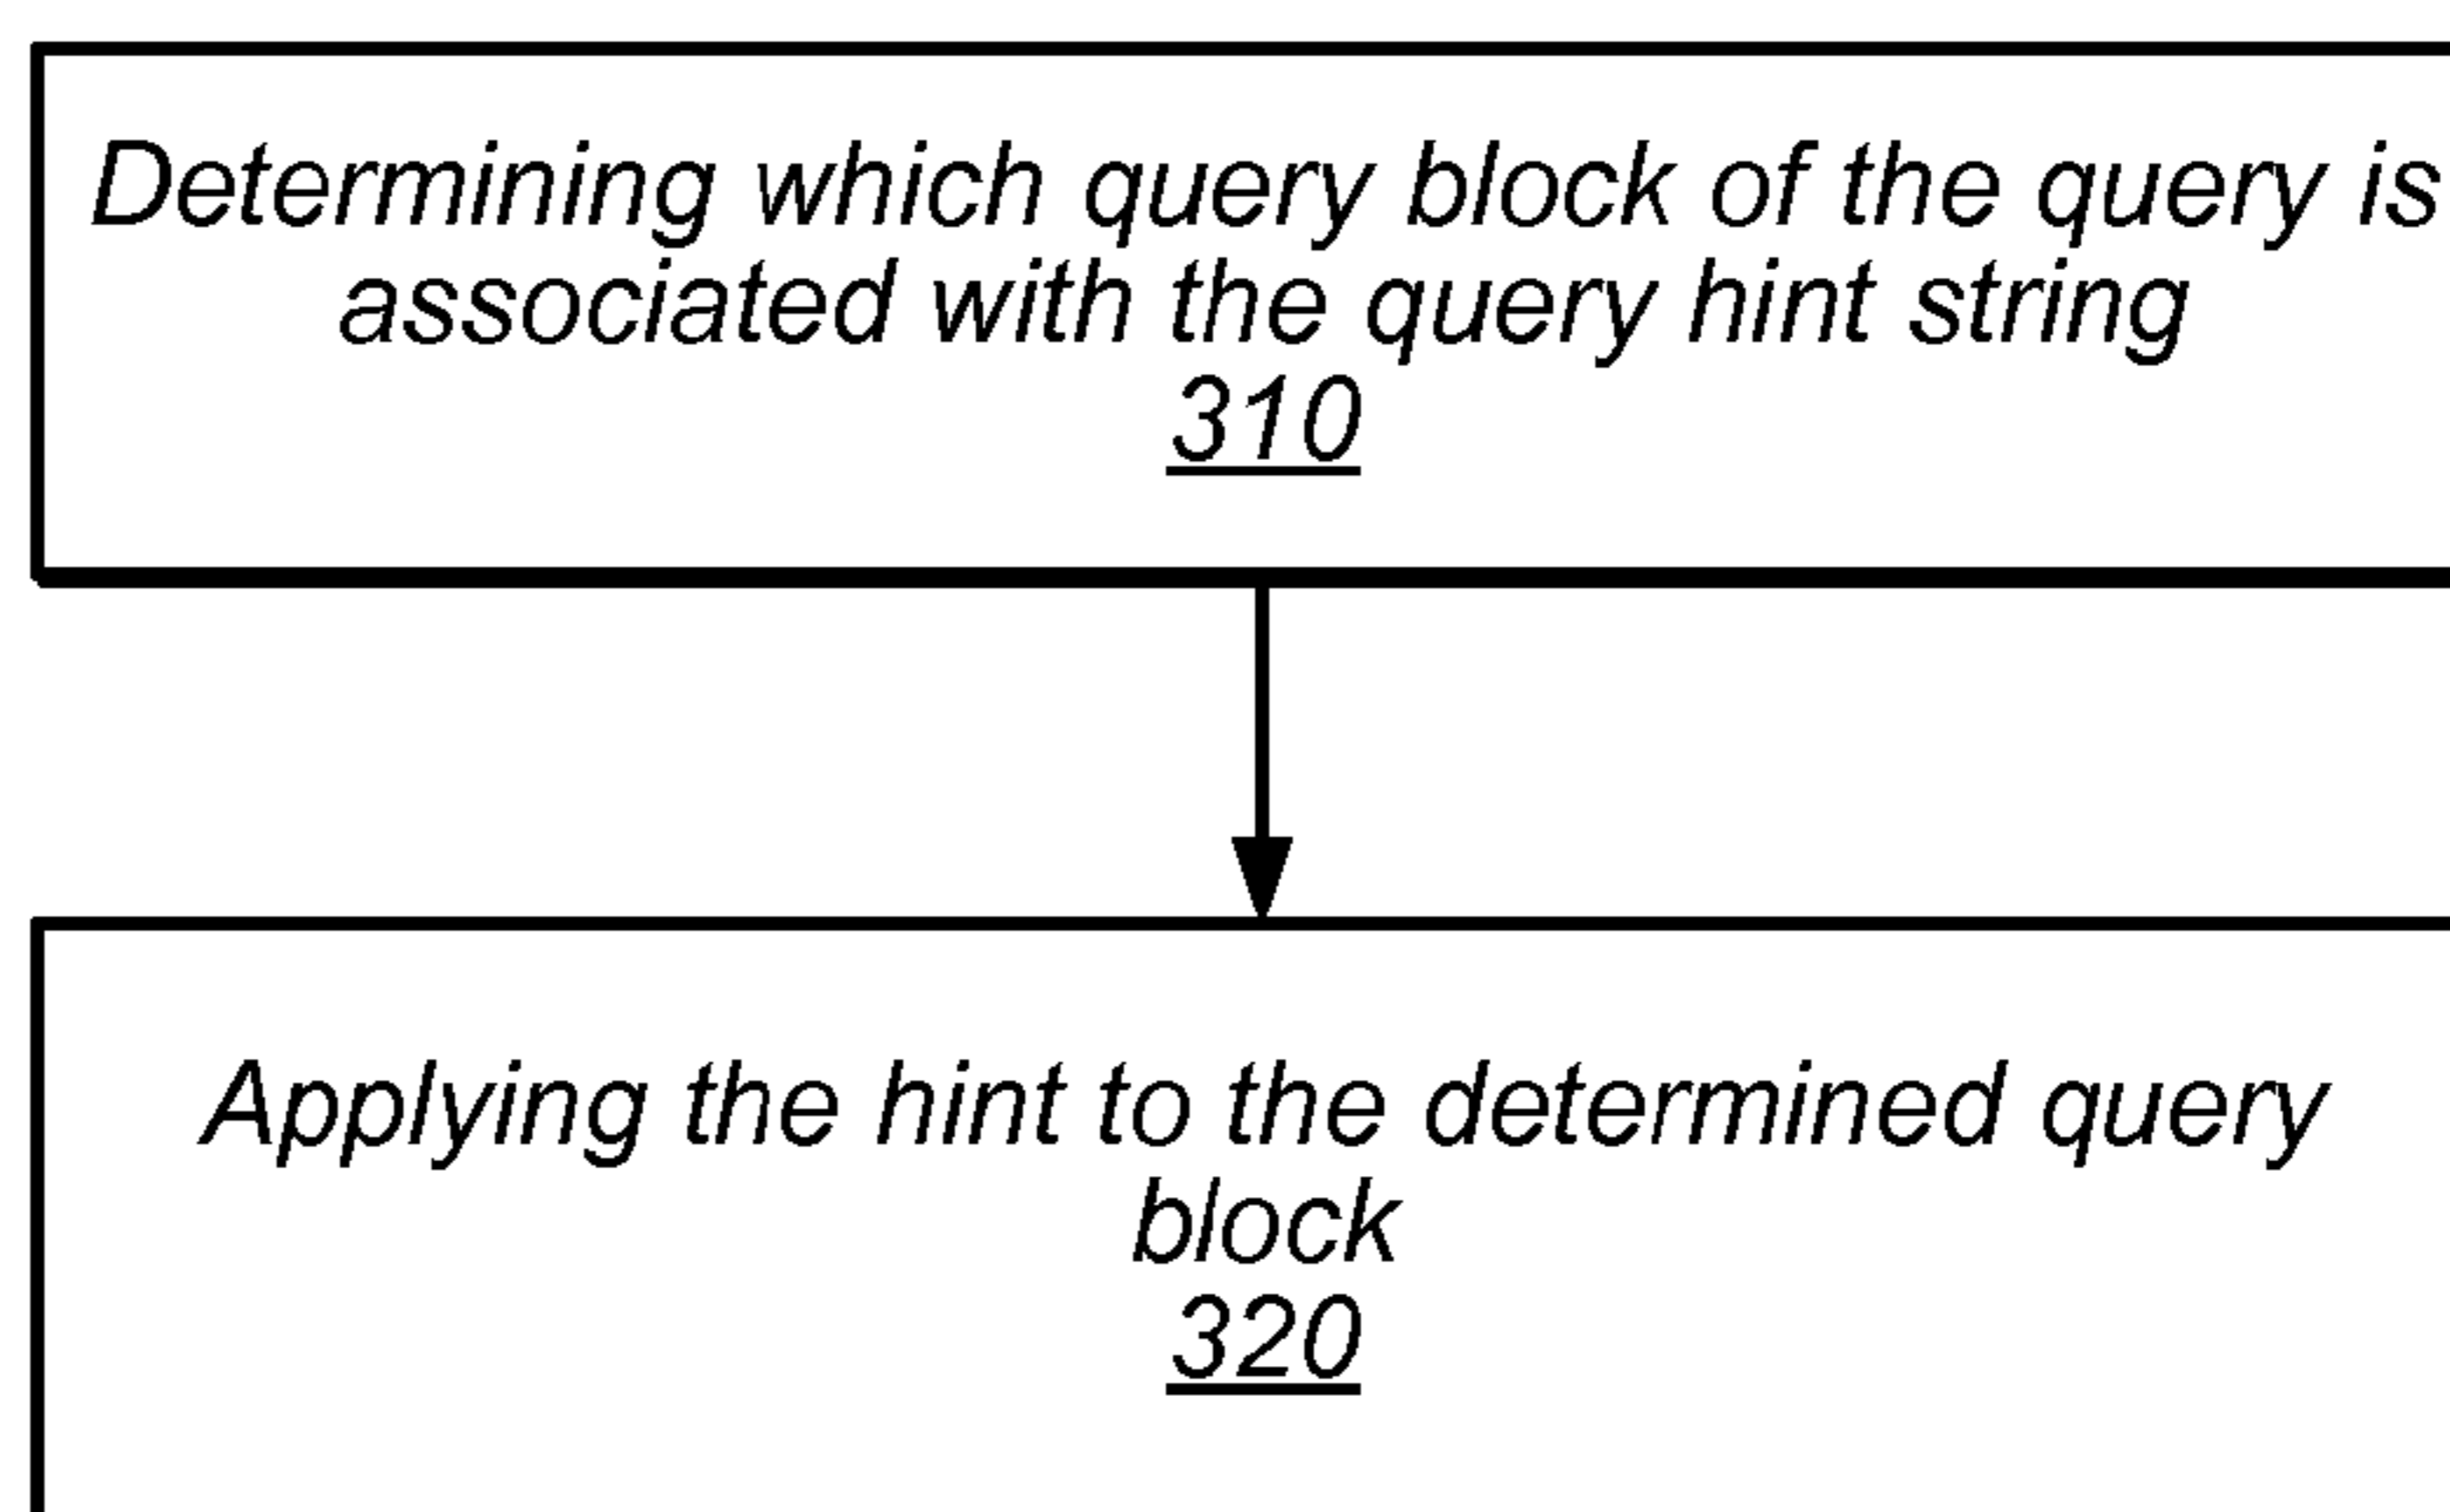 Determining which query block of the query is
associated with the query hint string
310
Applying the hint to the determined query
block
320